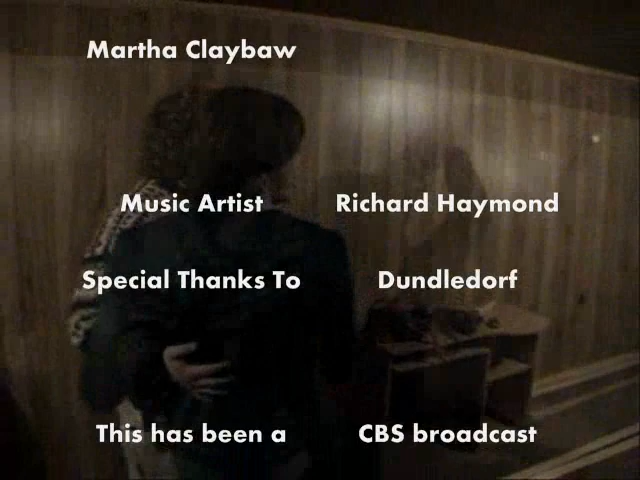 Martha Claybaw
Music Artist Richard Haymond
Special Thanks To Dundledorf
This has been a CBS broadcast